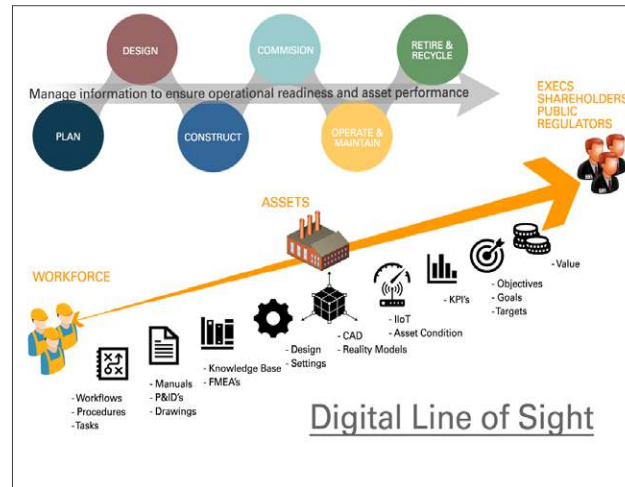 DESIGN
COMMISION
RETIRE &
RECYCLE
Manage information to ensure operational readiness and asset performance
PLAN
CONSTRUCT
OPERATE &
MAINTAIN
EXECS
SHAREHOLDERS
PUBLIC
REGULATORS
ASSETS
WORKFORCE
- Value
- Objectives
- Goals
- Targets
- KPI's
- IIoT
- Asset Condition
- CAD
- Reality Models
- Design
- Settings
- Knowledge Base
- FMEA's
- Manuals
- P&ID's
- Drawings
-Workflows
- Procedures
- Tasks
Digital Line of Sight